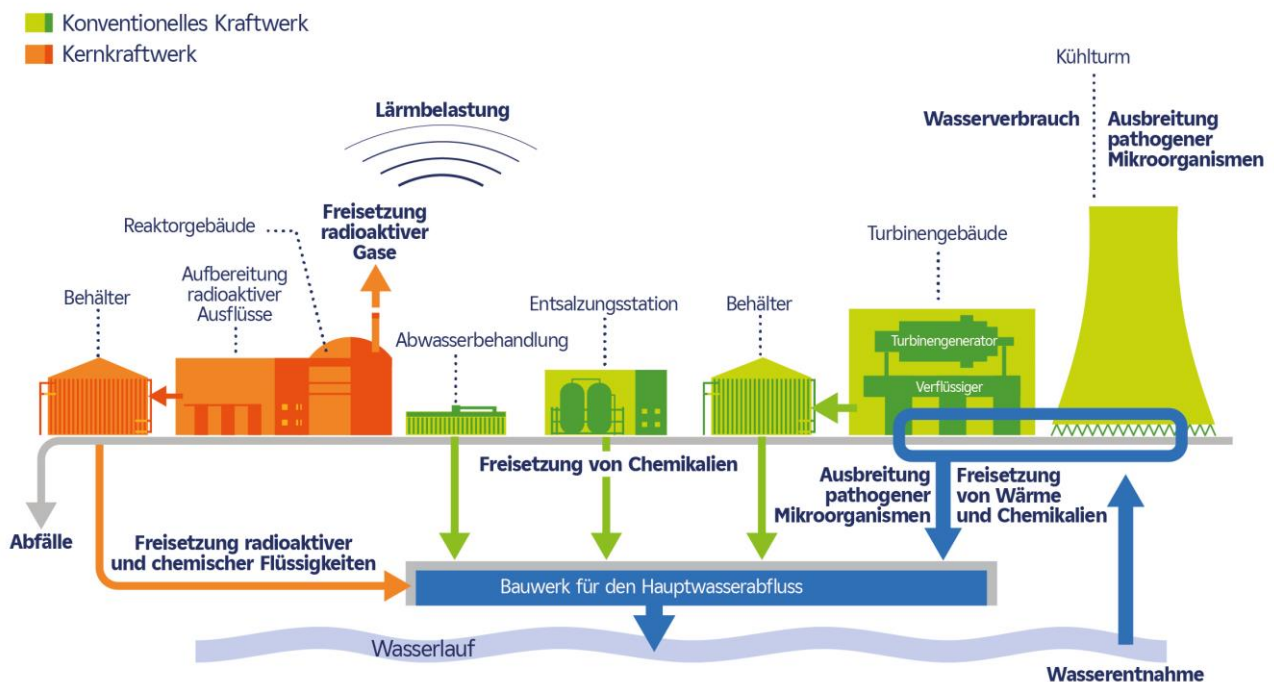 Konventionelles Kraftwerk
Kernkraftwerk
Kühlturm
Lärmbelastung
Wasserverbrauch
Ausbreitung
pathogener
Mikroorganismen
Freisetzung
radioaktiver
Gase
Reaktorgebäude
Turbinengebäude
Aufbereitung
radioaktiver
Ausflüsse
Behälter
Entsalzungsstation
Behälter
Abwasserbehandlung
Turbinengenerator
Verflüssiger
Freisetzung von Chemikalien
Ausbreitung
pathogener
Mikroorganismen
Freisetzung
von Wärme
und Chemikalien
Abfälle
Freisetzung radioaktiver
und chemischer Flüssigkeiten
Bauwerk für den Hauptwasserabfluss
Wasserlauf
Wasserentnahme